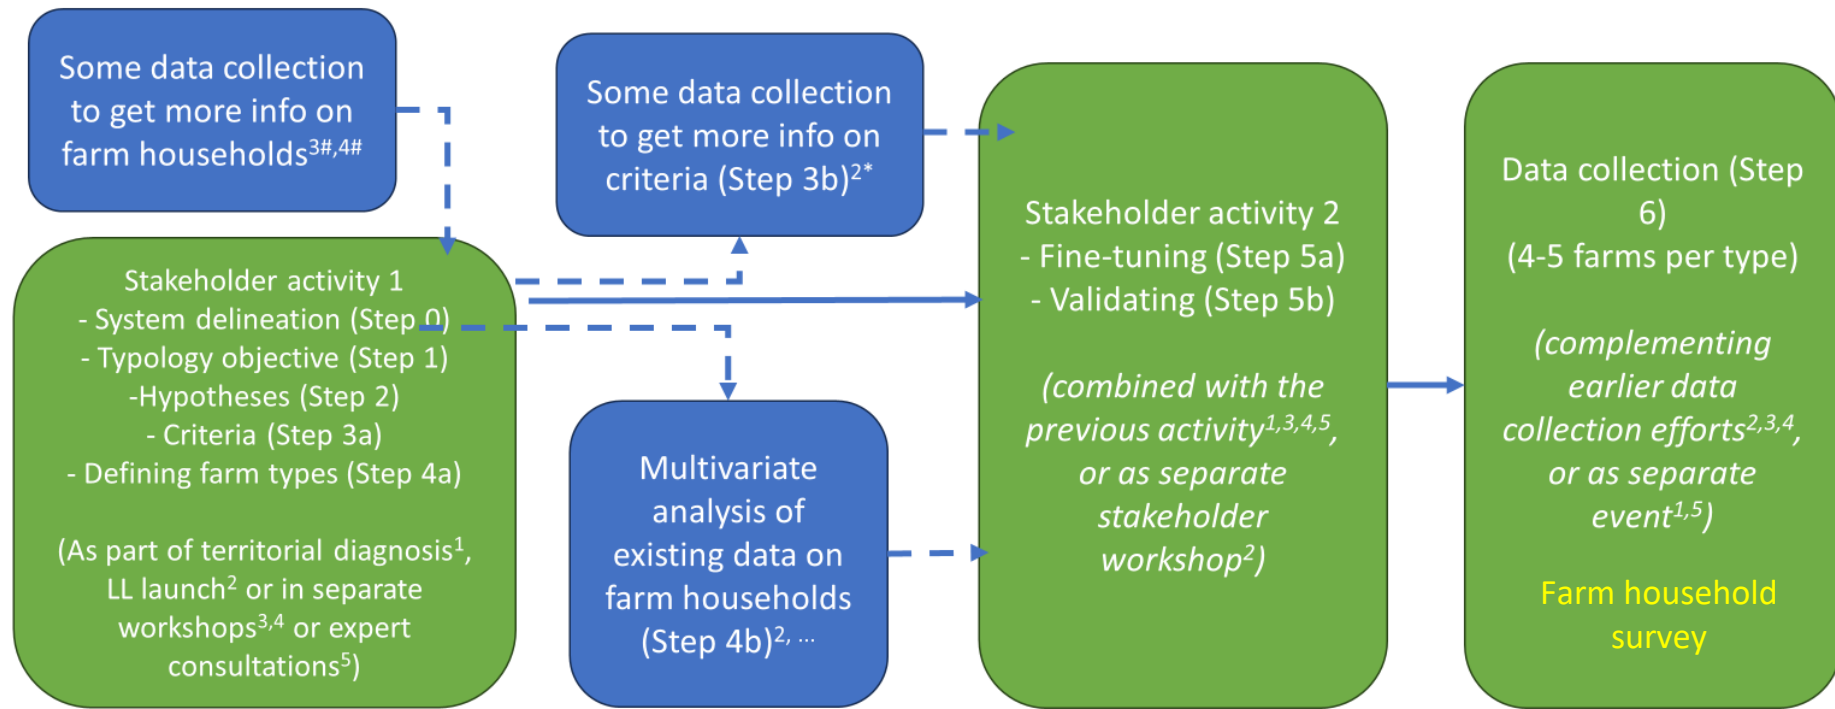 Some data collection
to get more info on
farm households3#,4#
Stakeholder activity 1
- System delineation (Step 0)
- Typology objective (Step 1)
-Hypotheses (Step 2)
- Criteria (Step 3a)
- Defining farm types (Step 4a)
(As part of territorial diagnosis1,
LL launch2 or in separate
workshops3,4 or expert
consultations5)
Some data collection
to get more info on
criteria (Step 3b)2*
Multivariate
analysis of
existing data on
farm households
(Step 4b)2, ...
Stakeholder activity 2
- Fine-tuning (Step 5a)
- Validating (Step 5b)
(combined with the
previous activity1,3,4,5,
or as separate
stakeholder
workshop2)
Data collection (Step
6)
(4-5 farms per type)
(complementing
earlier data
collection efforts2,3,4,
or as separate
event1,5)
Farm household
survey